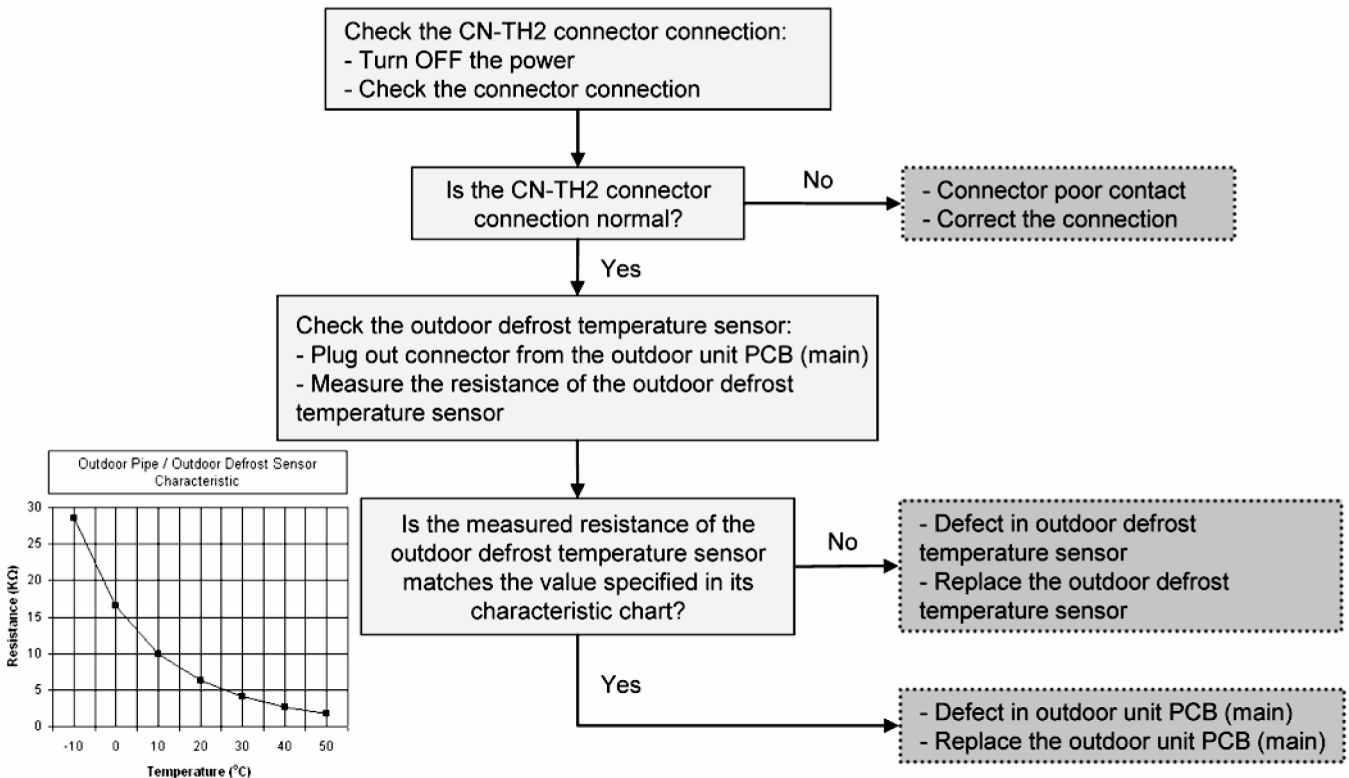 Check the CN-TH2 connector connection:
- Turn OFF the power
- Check the connector connection
Is the CN-TH2 connector
connection normal?
No
- Connector poor contact
- Correct the connection
Yes
Check the outdoor defrost temperature sensor:
- Plug out connector from the outdoor unit PCB (main)
- Measure the resistance of the outdoor defrost
temperature sensor
Outdoor Pipe / Outdoor Defrost Sensor
Characteristic
Resistance (KΩ)
30
25
20
15
10
5
0
-10 0 10 20 30 40 50
Temperature (°C)
Is the measured resistance of the
outdoor defrost temperature sensor
matches the value specified in its
characteristic chart?
No
- Defect in outdoor defrost
temperature sensor
- Replace the outdoor defrost
temperature sensor
Yes
- Defect in outdoor unit PCB (main)
- Replace the outdoor unit PCB (main)